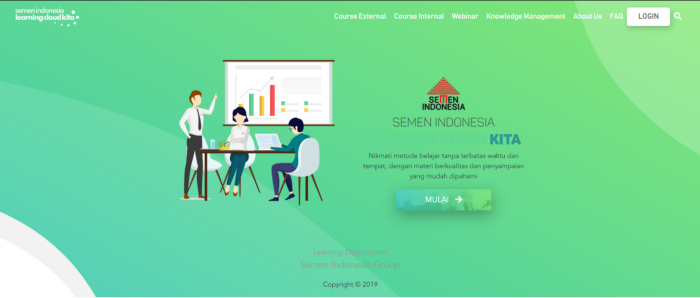 semen indonesia
learning cloud kita
Course External Course Internal Webinar Knowledge Management About Us FAQ LOGIN
SEMEN
INDONESIA
SEMEN INDONESIA
KITA
Nikmati metode belajar tanpa terbatas waktu dan
tempat, dengan materi berkualitas dan penyampaian
yang mudah dipahami
MULAI
Learning Department
Semen Indonesia Group
Copyright © 2019